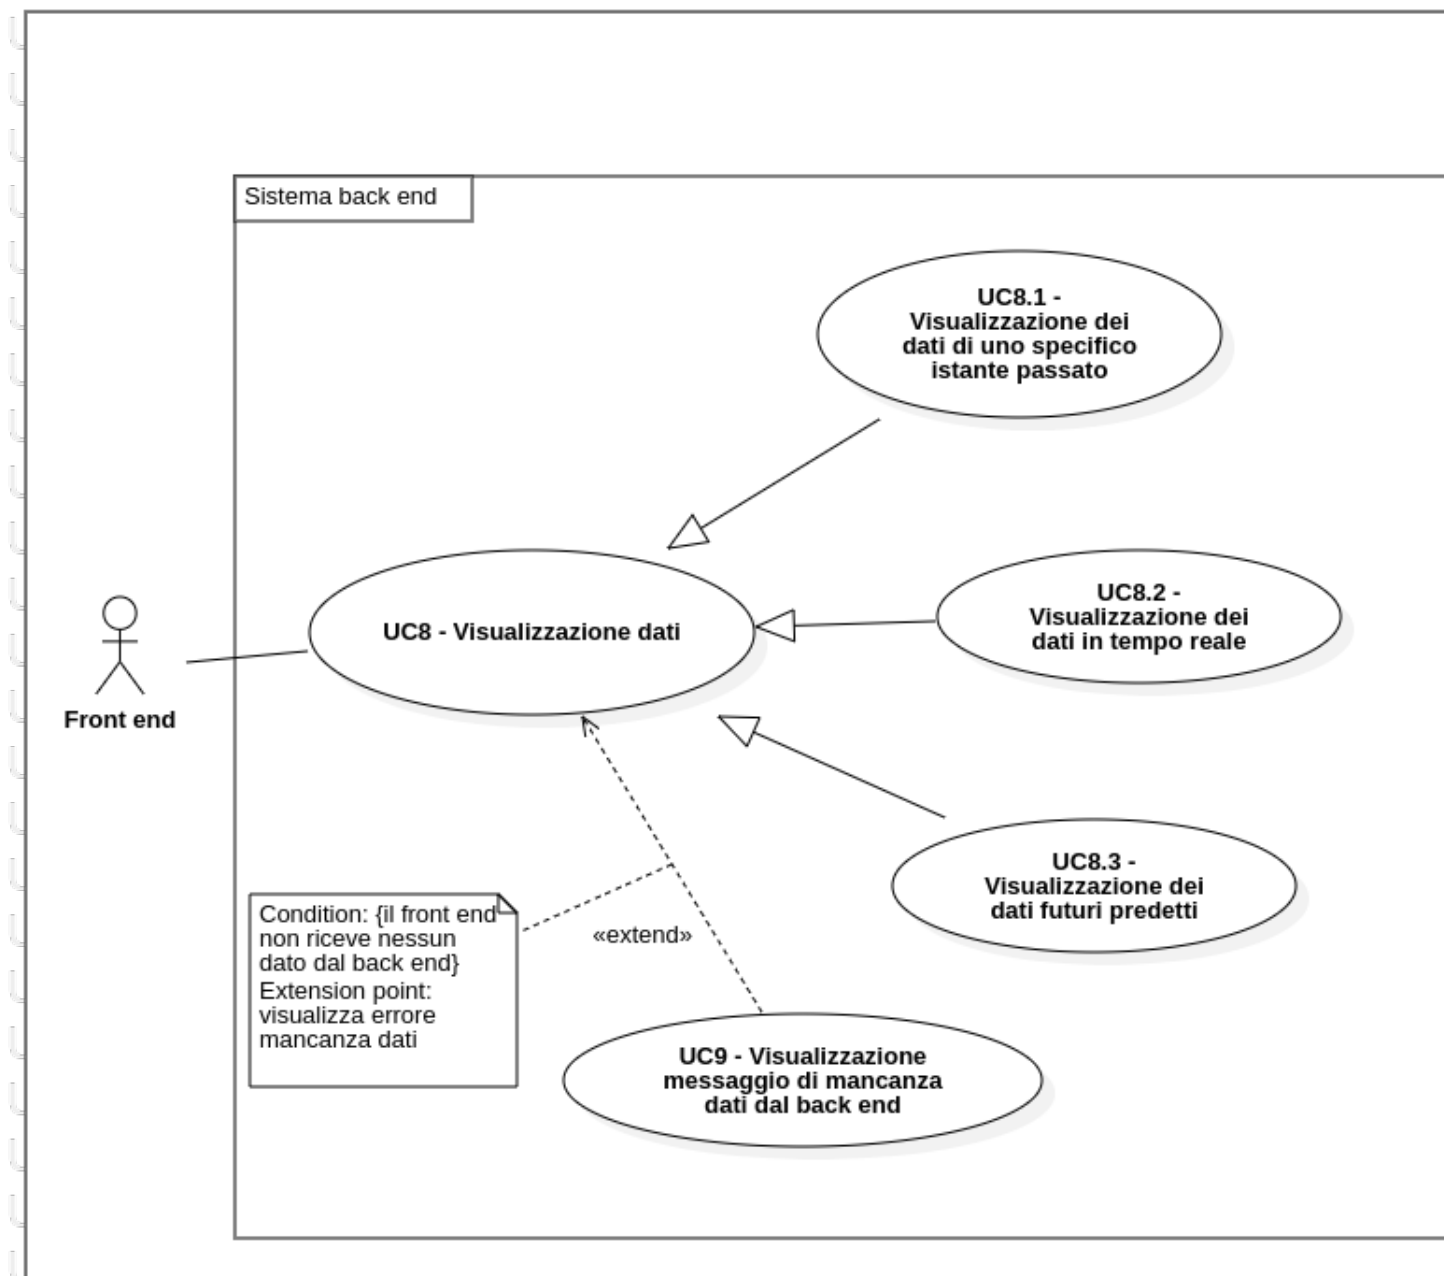 Sistema back end
UC8.1 -
Visualizzazione dei
dati di uno specifico
istante passato
UC8 - Visualizzazione dati
UC8.2 -
Visualizzazione dei
dati in tempo reale
Front end
UC8.3 -
Visualizzazione dei
dati futuri predetti
Condition: {il front end
non riceve nessun
dato dal back end}
Extension point:
visualizza errore
mancanza dati
«extend»
UC9 - Visualizzazione
messaggio di mancanza
dati dal back end